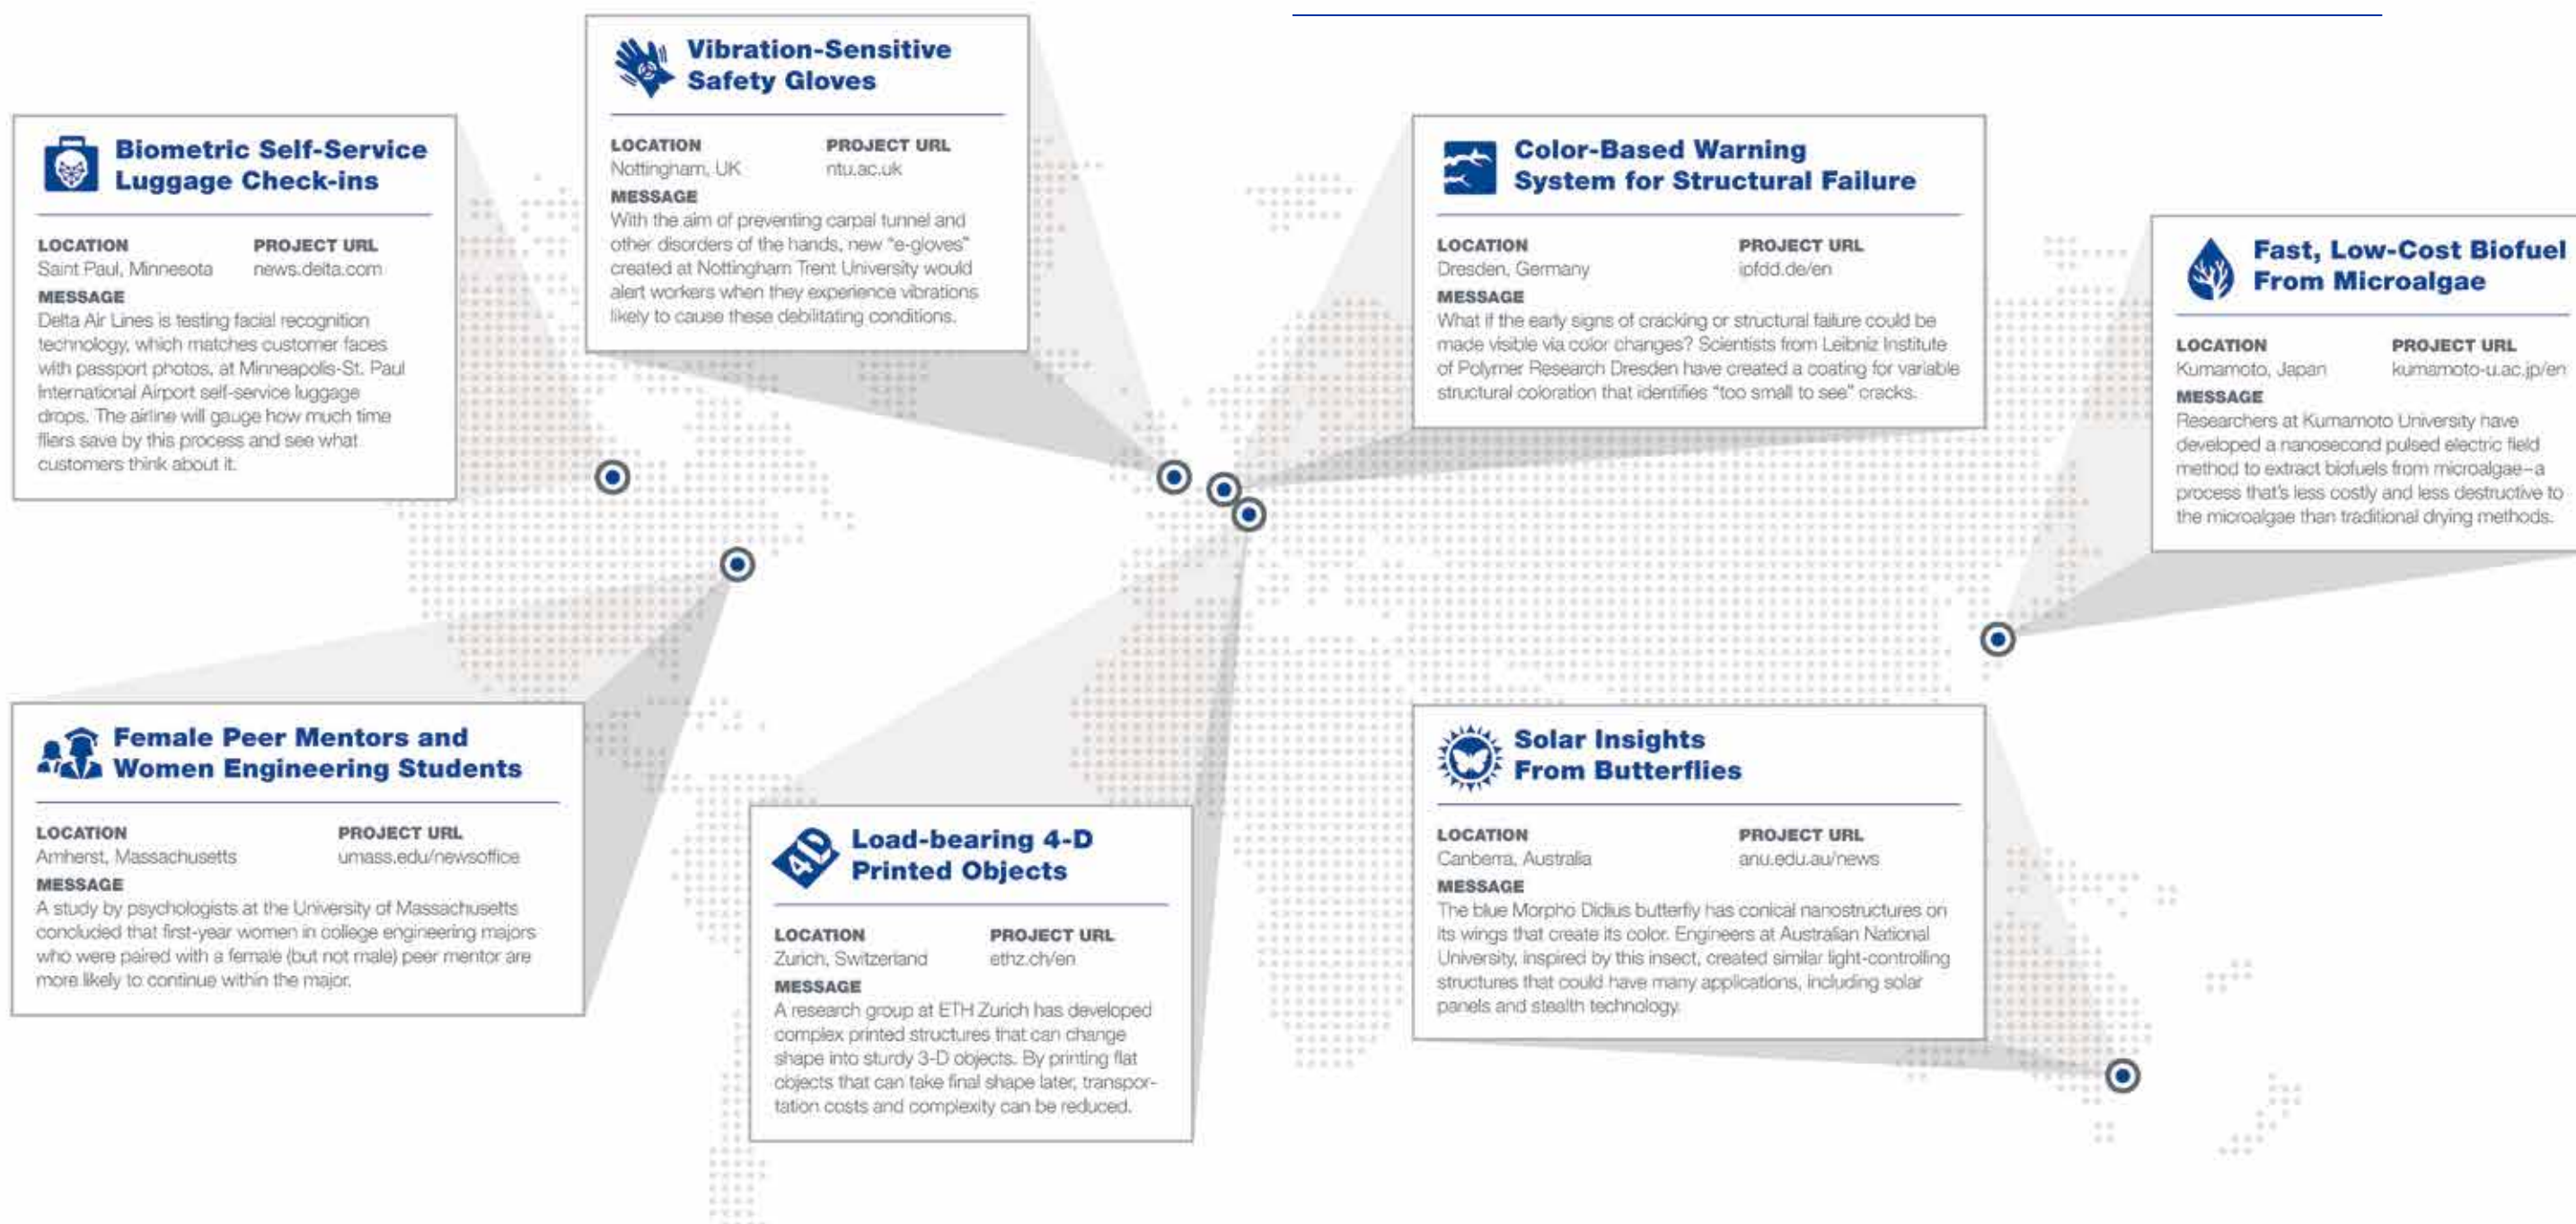 Vibration-Sensitive
Safety Gloves
LOCATION
Nottingham, UK
PROJECT URL
ntu.ac.uk
MESSAGE
With the aim of preventing carpal tunnel and
other disorders of the hands, new "e-gloves"
created at Nottingham Trent University would
alert workers when they experience vibrations
likely to cause these debilitating conditions.
Biometric Self-Service
Luggage Check-ins
LOCATION
Saint Paul, Minnesota
PROJECT URL
news.delta.com
MESSAGE
Delta Air Lines is testing facial recognition
technology, which matches customer faces
with passport photos, at Minneapolis-St. Paul
International Airport self-service luggage
drops. The airline will gauge how much time
fliers save by this process and see what
customers think about it.
Color-Based Warning
System for Structural Failure
LOCATION
Dresden, Germany
PROJECT URL
ipfdd.de/en
MESSAGE
What if the early signs of cracking or structural failure could be
made visible via color changes? Scientists from Leibniz Institute
of Polymer Research Dresden have created a coating for variable
structural coloration that identifies "too small to see" cracks.
Fast, Low-Cost Biofuel
From Microalgae
LOCATION
Kumamoto, Japan
PROJECT URL
kumamoto-u.ac.jp/en
MESSAGE
Researchers at Kumamoto University have
developed a nanosecond pulsed electric field
method to extract biofuels from microalgae—a
process that's less costly and less destructive to
the microalgae than traditional drying methods.
Female Peer Mentors and
Women Engineering Students
LOCATION
Amherst, Massachusetts
PROJECT URL
umass.edu/newsoffice
MESSAGE
A study by psychologists at the University of Massachusetts
concluded that first-year women in college engineering majors
who were paired with a female (but not male) peer mentor are
more likely to continue within the major.
4D
Load-bearing 4-D
Printed Objects
LOCATION
Zurich, Switzerland
PROJECT URL
ethz.ch/en
MESSAGE
A research group at ETH Zurich has developed
complex printed structures that can change
shape into sturdy 3-D objects. By printing flat
objects that can take final shape later, transpor-
tation costs and complexity can be reduced.
Solar Insights
From Butterflies
LOCATION
Canberra, Australia
PROJECT URL
anu.edu.au/news
MESSAGE
The blue Morpho Didius butterfly has conical nanostructures on
its wings that create its color. Engineers at Australian National
University, inspired by this insect, created similar light-controlling
structures that could have many applications, including solar
panels and stealth technology.